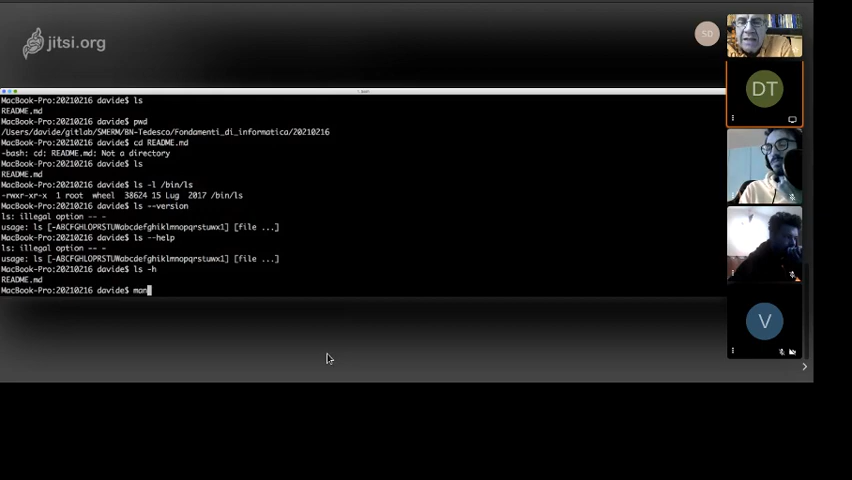 jitsi.org
SD
DT
V
1. bash
MacBook-Pro:20210216 davide$ ls
README.md
MacBook-Pro:20210216 davide$ pwd
/Users/davide/gitlab/SMERM/BN-Tedesco/Fondamenti_di_informatica/20210216
MacBook-Pro:20210216 davide$ cd README.md
-bash: cd: README.md: Not a directory
MacBook-Pro:20210216 davide$ ls
README.md
MacBook-Pro:20210216 davide$ ls -l /bin/ls
-rwxr-xr-x 1 root wheel 38624 15 Lug 2017 /bin/ls
MacBook-Pro:20210216 davide$ ls --version
ls: illegal option -- -
usage: ls [-ABCFGHLOPRSTUWabcdefghiklmnopqrstuwx1] [file ...]
MacBook-Pro:20210216 davide$ ls --help
ls: illegal option -- -
usage: ls [-ABCFGHLOPRSTUWabcdefghiklmnopqrstuwx1] [file ...]
MacBook-Pro:20210216 davide$ ls -h
README.md
MacBook-Pro:20210216 davide$ man